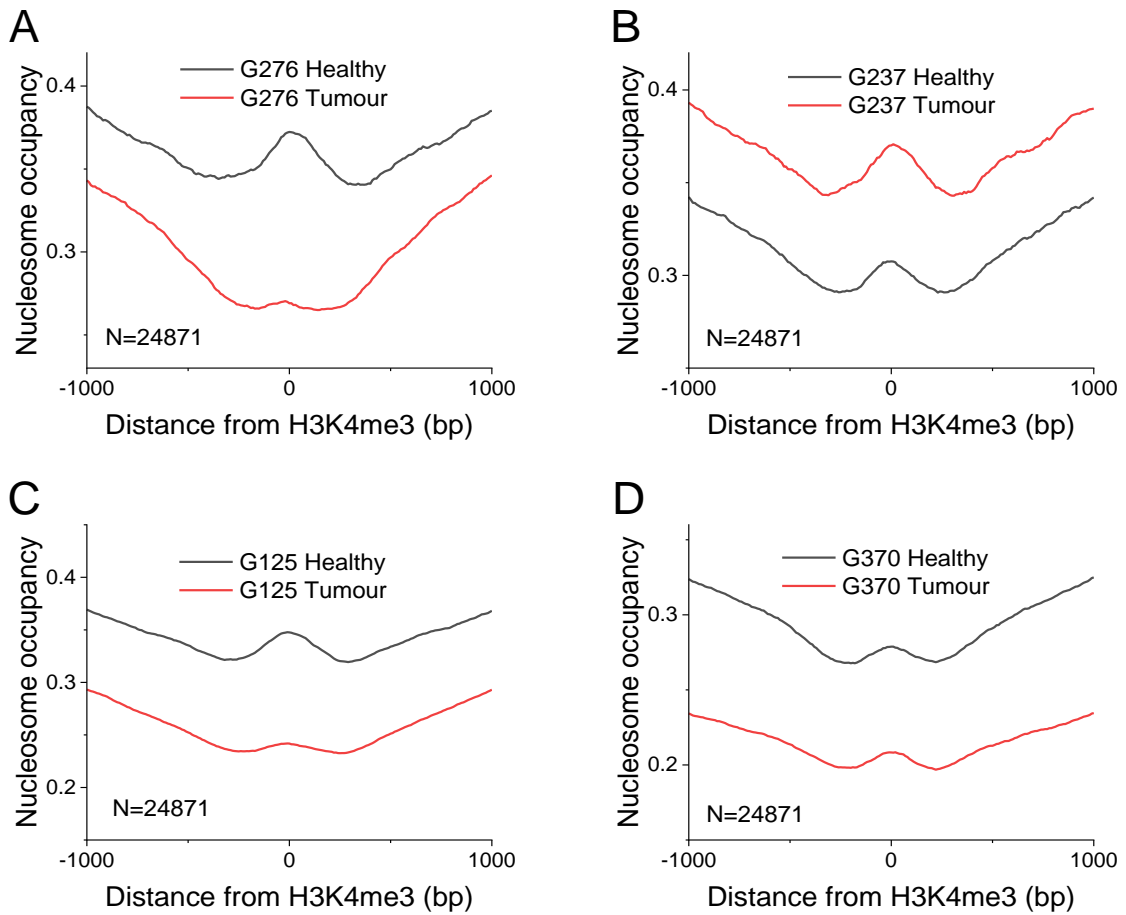 A
G276 Healthy
G276 Tumour
0.4
0.3
Nucleosome occupancy
N=24871
-1000
0
1000
Distance from H3K4me3 (bp)
B
G237 Healthy
G237 Tumour
0.4
0.3
Nucleosome occupancy
N=24871
-1000
0
1000
Distance from H3K4me3 (bp)
C
G125 Healthy
G125 Tumour
0.4
0.3
0.2
Nucleosome occupancy
N=24871
-1000
0
1000
Distance from H3K4me3 (bp)
D
G370 Healthy
G370 Tumour
0.3
0.2
Nucleosome occupancy
N=24871
-1000
0
1000
Distance from H3K4me3 (bp)